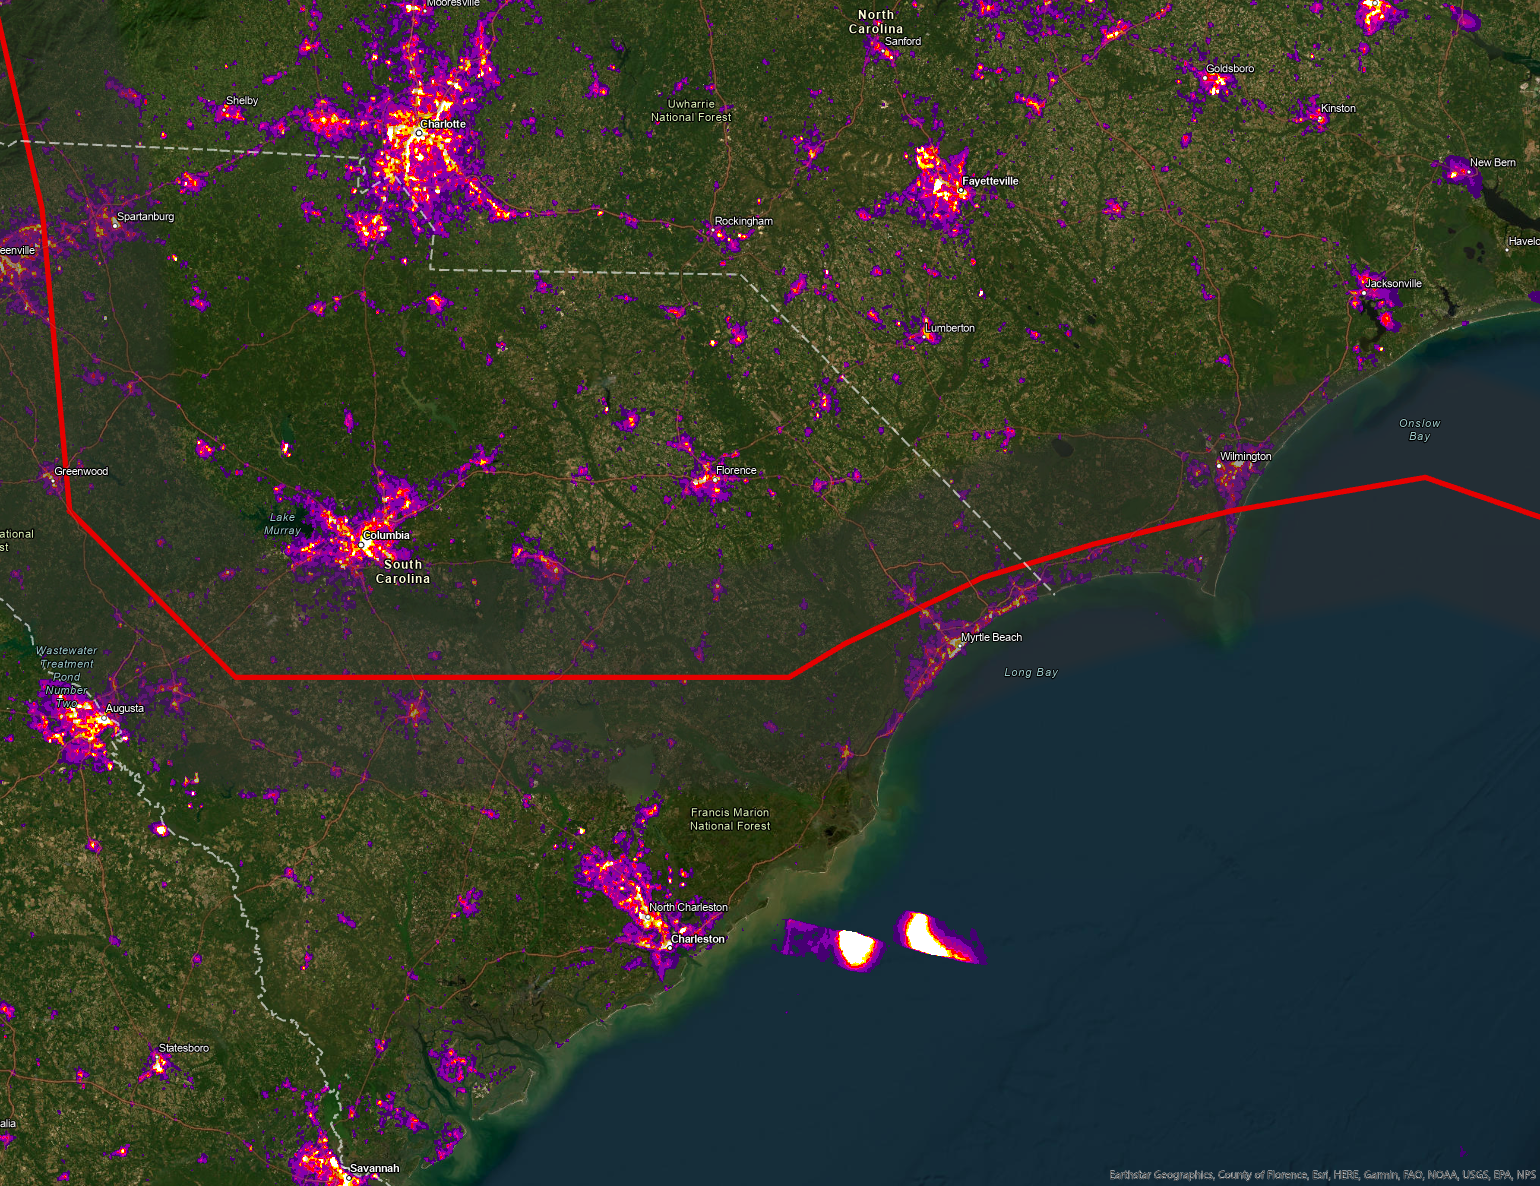 Mooresville
North
Carolina
Sanford
Goldsboro
Shelby
Uwharrie
National Forest
Kinston
Charlotte
New Bern
Fayetteville
Spartanburg
Rockingham
eenville
Havelo
Jacksonville
Lumberton
Onslow
Bay
Wilmington
Greenwood
Florence
Lake
Murray
ational
st
Columbia
South
Carolina
Myrtle Beach
Long Bay
Wastewater
Treatment
Pond
Number
Two
Augusta
Francis Marion
National Forest
North Charleston
Charleston
Statesboro
alia
Savannah
Earthstar Geographics, County of Florence, Esri, HERE, Garmin, FAO, NOAA, USGS, EPA, NPS